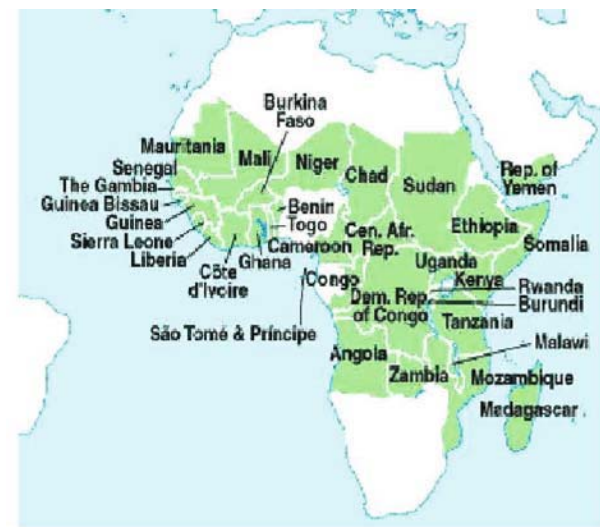 Burkina
Faso
Mauritania
Mali
Niger
Chad
Sudan
Rep. of
Yemen
Senegal
The Gambia
Guinea Bissau
Guinea
Sierra Leone
Liberia
Côte
d'Ivoire
Ghana
Benin
Togo
Cameroon
Cen. Afr.
Rep.
Ethiopia
Somalia
Uganda
Kenya
Congo
Rwanda
Dem. Rep.
of Congo
Burundi
Tanzania
São Tomé & Príncipe
Malawi
Angola
Zambia
Mozambique
Madagascar